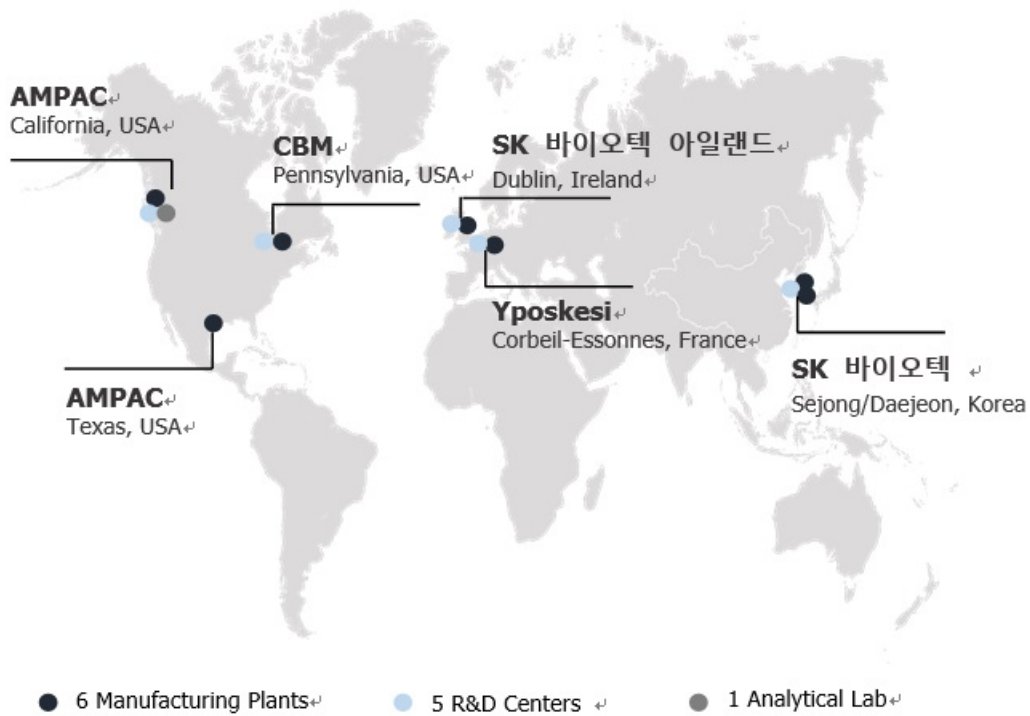 AMPAC
California, USA
CBM
Pennsylvania, USA
SK 바이오텍 아일랜드
Dublin, Ireland
Yposkesi
Corbeil-Essonnes, France
SK 바이오텍
Sejong/Daejeon, Korea
AMPAC
Texas, USA
6 Manufacturing Plants
5 R&D Centers
1 Analytical Lab